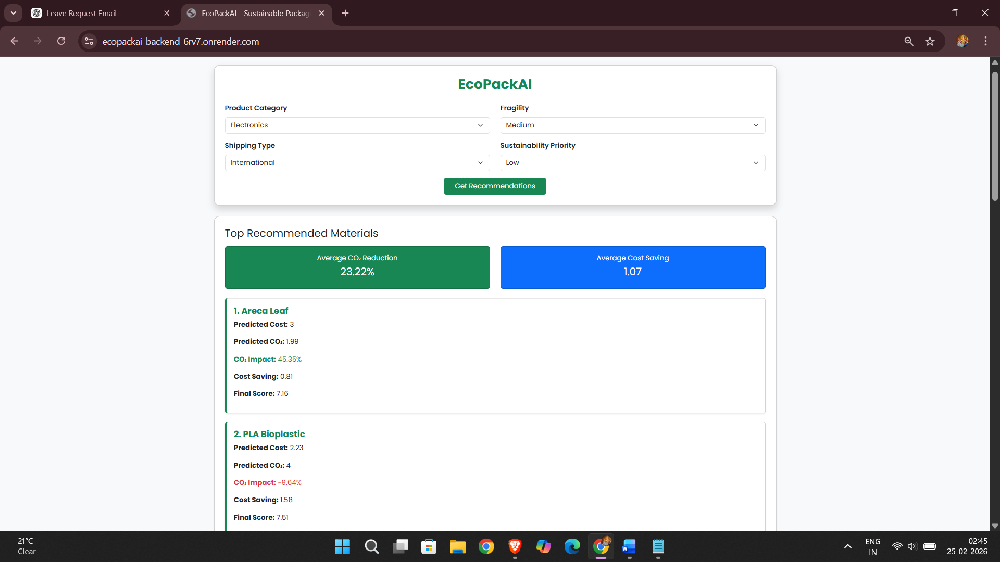 Leave Request Email
EcoPackAI - Sustainable Packag
ecopackai-backend-6rv7.onrender.com
EcoPackAI
Product Category
Fragility
Electronics
Medium
Shipping Type
Sustainability Priority
International
Low
Get Recommendations
Top Recommended Materials
Average CO₂ Reduction
23.22%
Average Cost Saving
1.07
1. Areca Leaf
Predicted Cost: 3
Predicted CO₂: 1.99
CO₂ Impact: 45.35%
Cost Saving: 0.81
Final Score: 7.16
2. PLA Bioplastic
Predicted Cost: 2.23
Predicted CO₂: 4
CO₂ Impact: -9.64%
Cost Saving: 1.58
Final Score: 7.51
21°C
Clear
W
ENG
IN
02:45
25-02-2026